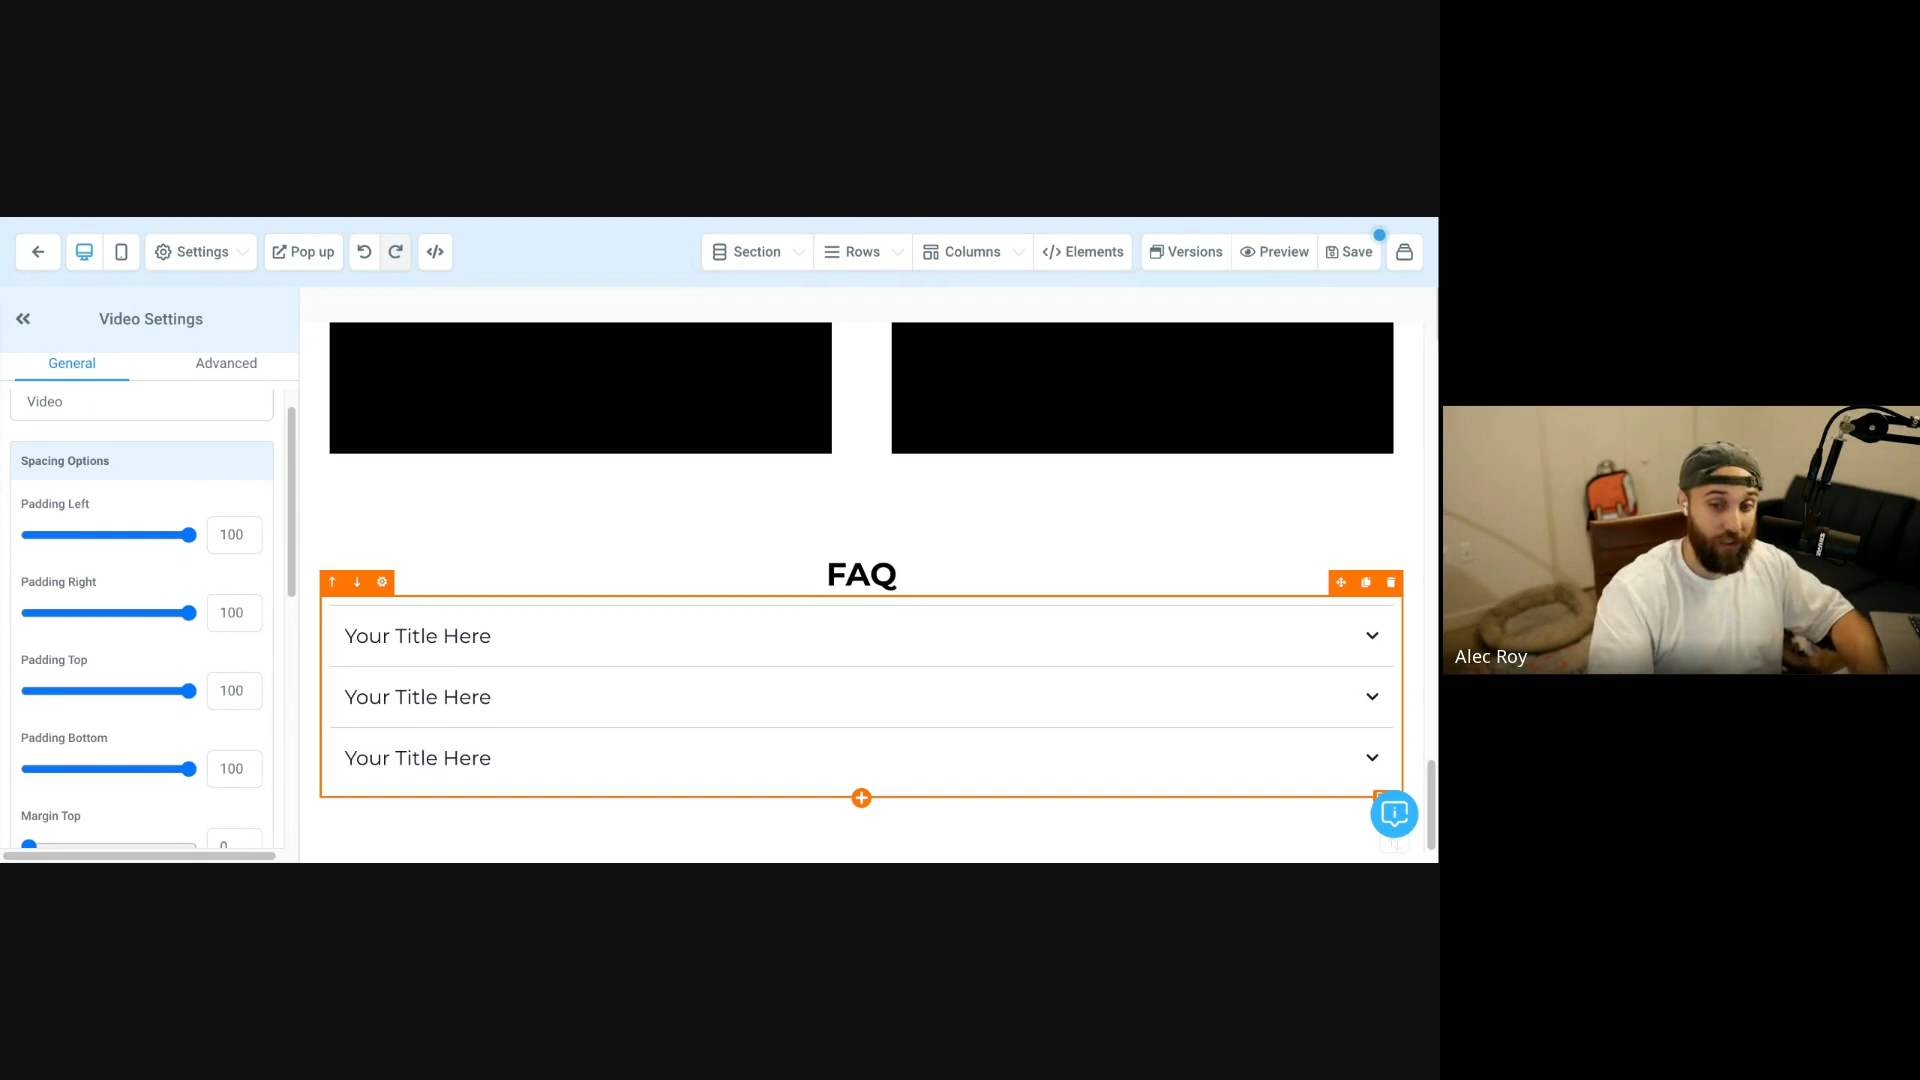 Settings
Pop up
Section
Rows
Columns
Elements
Versions
Preview
Save
Video Settings
General
Advanced
Video
Spacing Options
Padding Left
100
Padding Right
100
Padding Top
100
Padding Bottom
100
Margin Top
0
FAQ
Your Title Here
Your Title Here
Your Title Here
Alec Roy